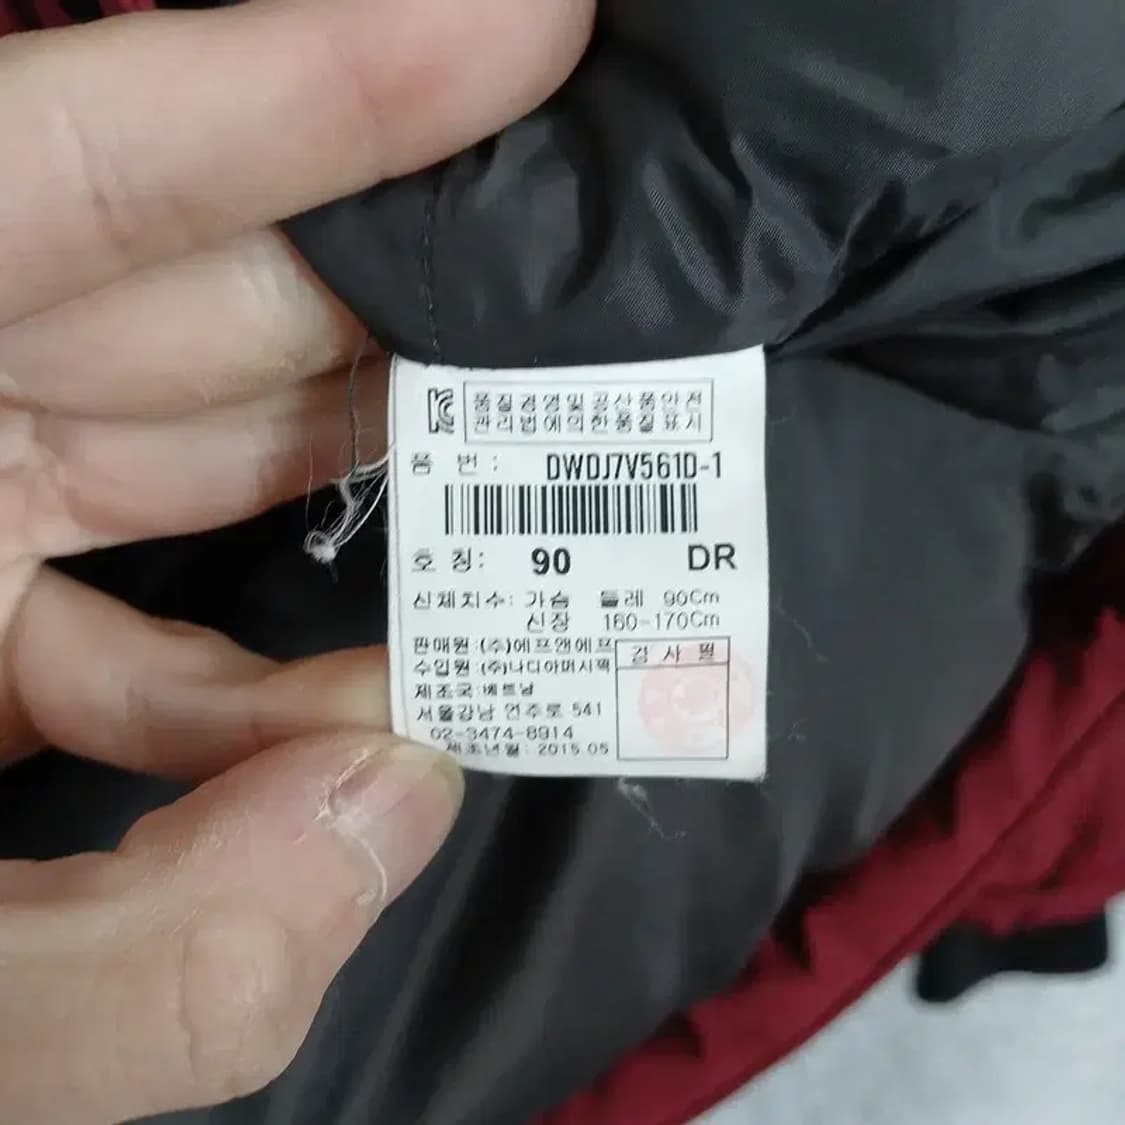 품질경영및공산품안전
관리법에의한품질표시
품 번 : DWDJ7V561D-1
호 칭: 90 DR
신체치수: 가슴 둘레 90Cm
신장 160-170Cm
판매원:(주)에프앤에프
수입원:(주)나디아퍼시픽
제조국:베트남
서울강남 언주로 541
02-3474-8914
제조년월: 2015.05
검 사 필